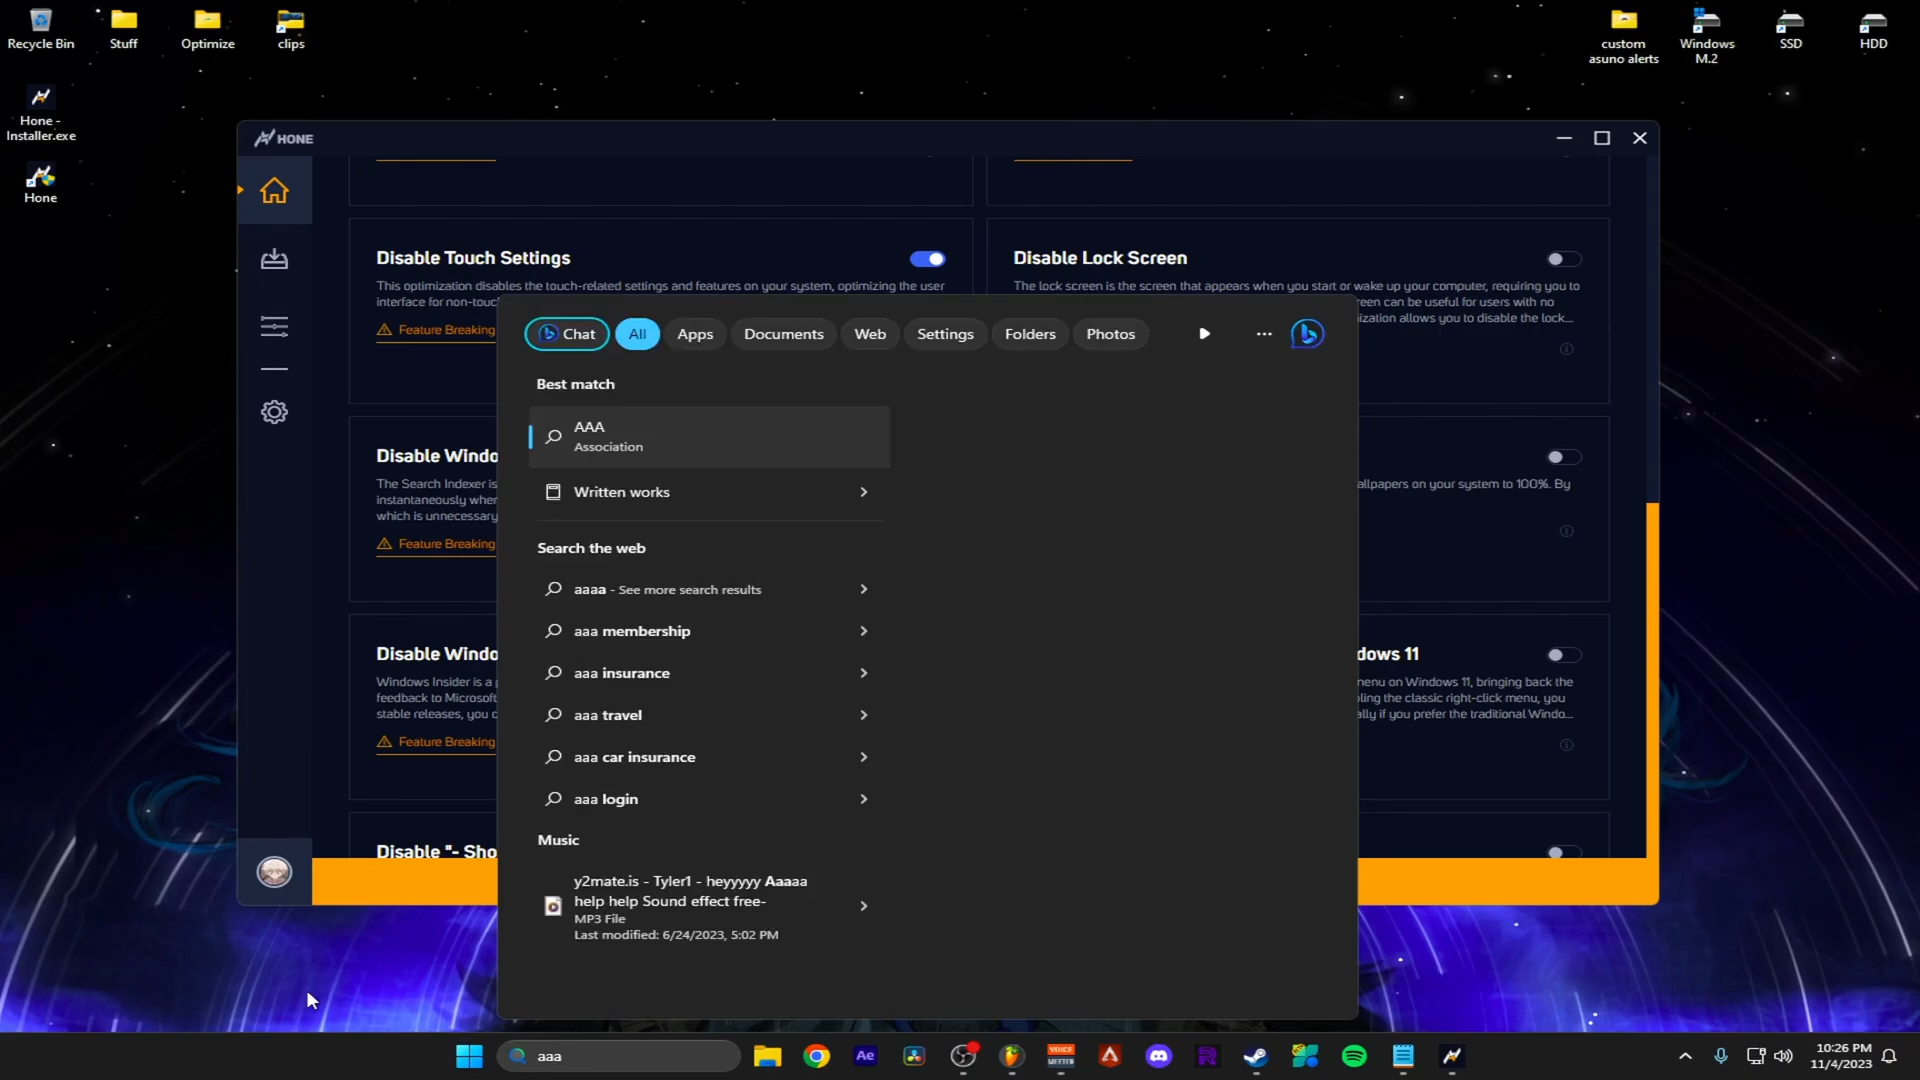 Recycle Bin
Stuff
Optimize
clips
custom
asuno alerts
Windows
M.2
SSD
HDD
Hone -
Installer.exe
Hone
HONE
Disable Touch Settings
This optimization disables the touch-related settings and features on your system, optimizing the user
interface for non-touc
Feature Breaking
Disable Lock Screen
The lock screen is the screen that appears when you start or wake up your computer, requiring you to
reen can be useful for users with no
ization allows you to disable the lock...
Chat
All
Apps
Documents
Web
Settings
Folders
Photos
Best match
AAA
Association
Written works
Search the web
aaaa - See more search results
aaa membership
aaa insurance
aaa travel
aaa car insurance
aaa login
Music
y2mate.is - Tyler1 - heyyyyy Aaaaa
help help Sound effect free-
MP3 File
Last modified: 6/24/2023, 5:02 PM
Disable Windo
The Search Indexer is
instantaneously wher
which is unnecessary
Feature Breaking
allpapers on your system to 100%. By
Disable Windo
Windows Insider is a p
feedback to Microsoft
stable releases, you c
Feature Breaking
dows 11
nenu on Windows 11, bringing back the
ling the classic right-click menu, you
ally if you prefer the traditional Windo...
Disable "- Sho
aaa
Ae
VOICE
MEETER
10:26 PM
11/4/2023